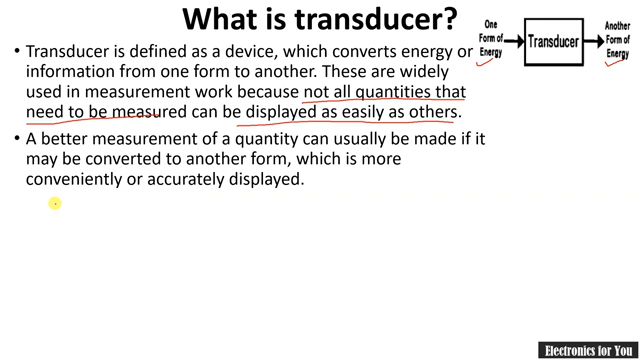 What is transducer?
One
Form of
Energy
Transducer
Another
Form of
Energy
• Transducer is defined as a device, which converts energy or
information from one form to another. These are widely
used in measurement work because not all quantities that
need to be measured can be displayed as easily as others.
• A better measurement of a quantity can usually be made if it
may be converted to another form, which is more
conveniently or accurately displayed.
Electronics for You